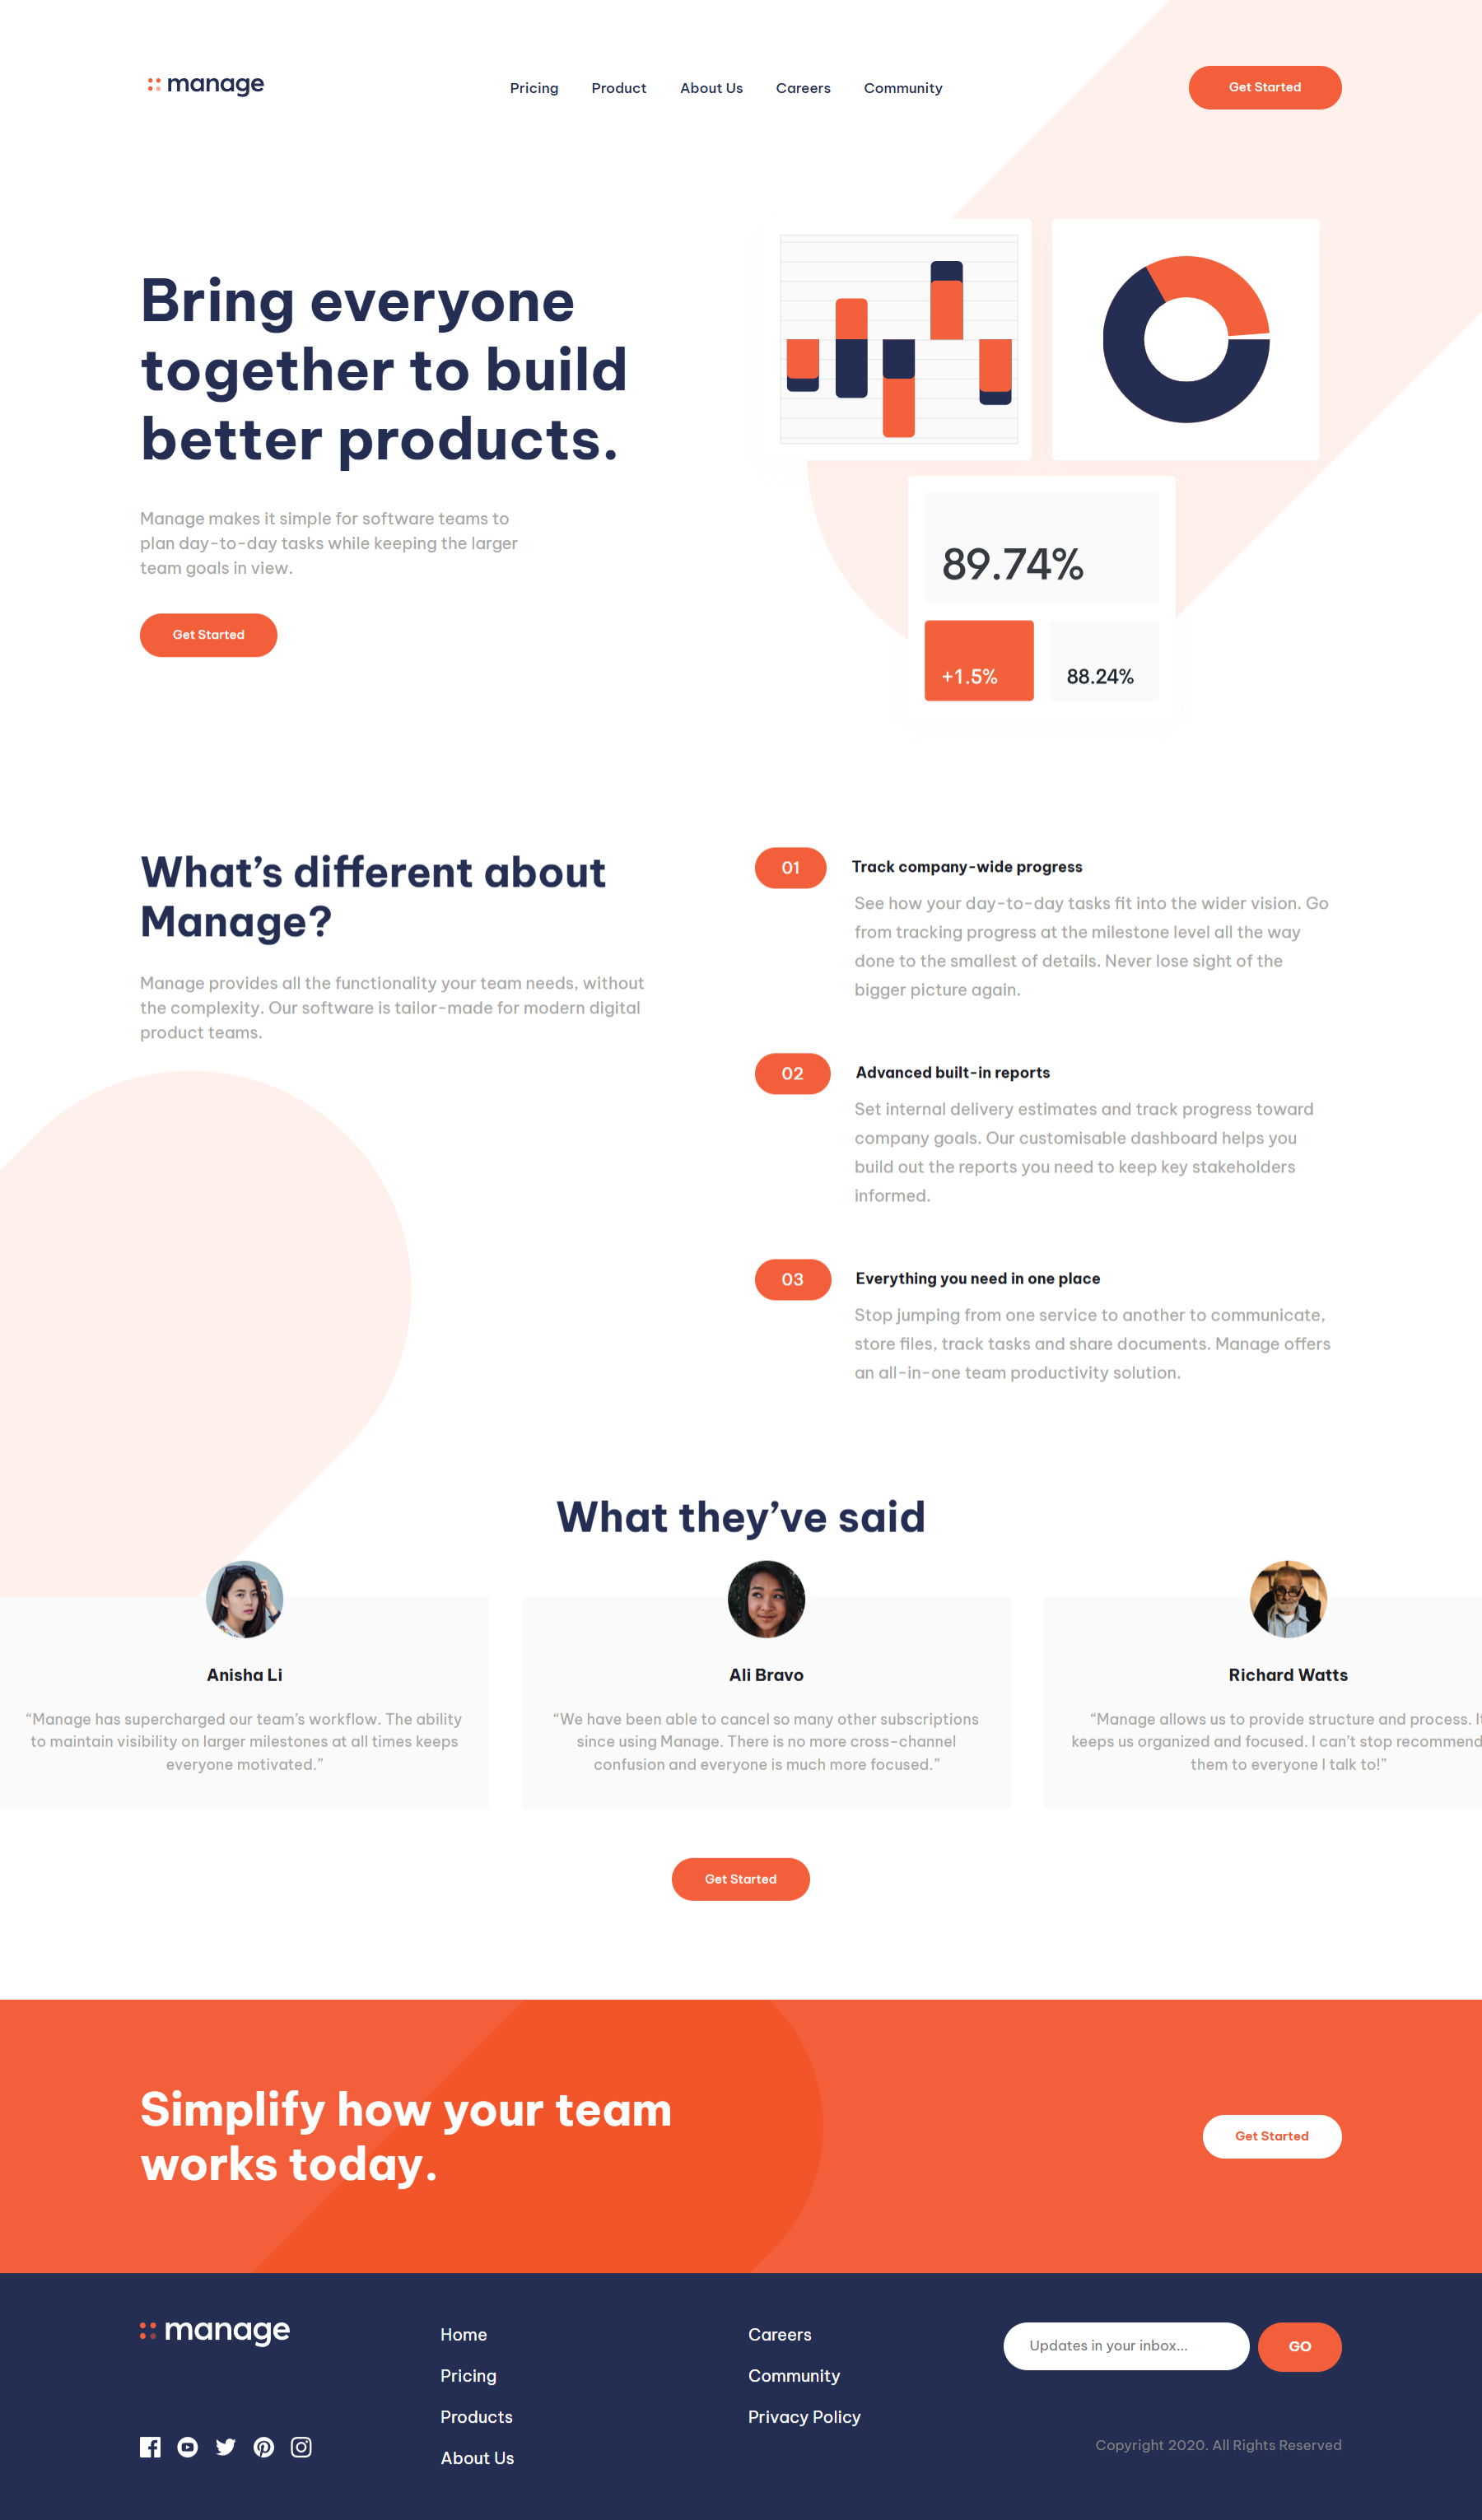 manage
Pricing
Product
About Us
Careers
Community
Get Started
Bring everyone
together to build
better products.
Manage makes it simple for software teams to
plan day-to-day tasks while keeping the larger
team goals in view.
Get Started
89.74%
+1.5%
88.24%
What’s different about
Manage?
Manage provides all the functionality your team needs, without
the complexity. Our software is tailor-made for modern digital
product teams.
01
Track company-wide progress
See how your day-to-day tasks fit into the wider vision. Go
from tracking progress at the milestone level all the way
done to the smallest of details. Never lose sight of the
bigger picture again.
02
Advanced built-in reports
Set internal delivery estimates and track progress toward
company goals. Our customisable dashboard helps you
build out the reports you need to keep key stakeholders
informed.
03
Everything you need in one place
Stop jumping from one service to another to communicate,
store files, track tasks and share documents. Manage offers
an all-in-one team productivity solution.
What they’ve said
Anisha Li
“Manage has supercharged our team’s workflow. The ability
to maintain visibility on larger milestones at all times keeps
everyone motivated.”
Ali Bravo
“We have been able to cancel so many other subscriptions
since using Manage. There is no more cross-channel
confusion and everyone is much more focused.”
Richard Watts
“Manage allows us to provide structure and process. It
keeps us organized and focused. I can’t stop recommend
them to everyone I talk to!”
Get Started
Simplify how your team
works today.
Get Started
manage
Home
Pricing
Products
About Us
Careers
Community
Privacy Policy
Updates in your inbox...
GO
Copyright 2020. All Rights Reserved